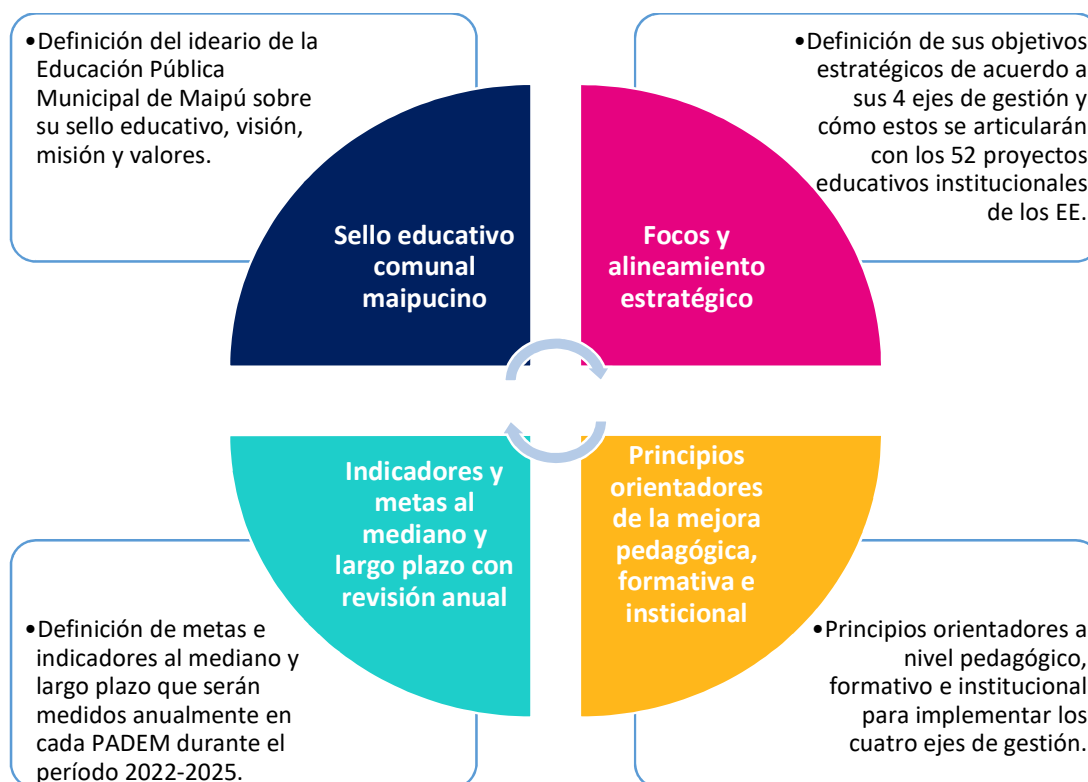 •Definición del ideario de la
Educación Pública
Municipal de Maipú sobre
su sello educativo, visión,
misión y valores.
•Definición de sus objetivos
estratégicos de acuerdo a
sus 4 ejes de gestión y
cómo estos se articularán
con los 52 proyectos
educativos institucionales
de los EE.
Sello educativo
comunal
maipucino
Focos y
alineamiento
estratégico
Indicadores y
metas al
mediano y
largo plazo con
revisión anual
Principios
orientadores
de la mejora
pedagógica,
formativa e
insticional
•Definición de metas e
indicadores al mediano y
largo plazo que serán
medidos anualmente en
cada PADEM durante el
período 2022-2025.
•Principios orientadores a
nivel pedagógico,
formativo e institucional
para implementar los
cuatro ejes de gestión.